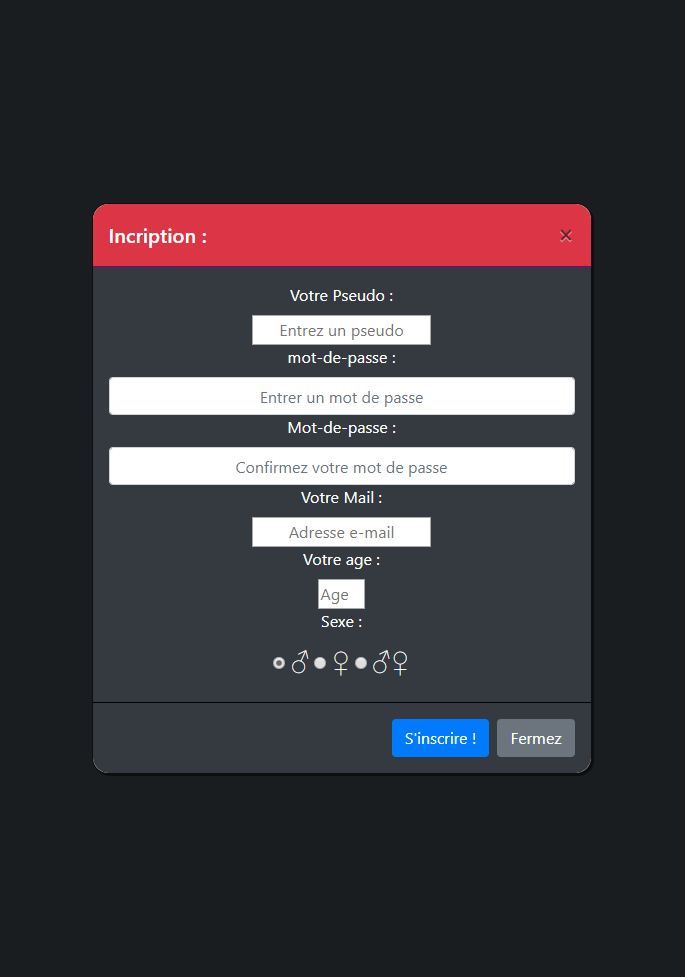 Incription : ×
Votre Pseudo :
Entrez un pseudo
mot-de-passe :
Entrer un mot de passe
Mot-de-passe :
Confirmez votre mot de passe
Votre Mail :
Adresse e-mail
Votre age :
Age
Sexe :
♂ ♀ ♂♀
S'inscrire ! Fermez